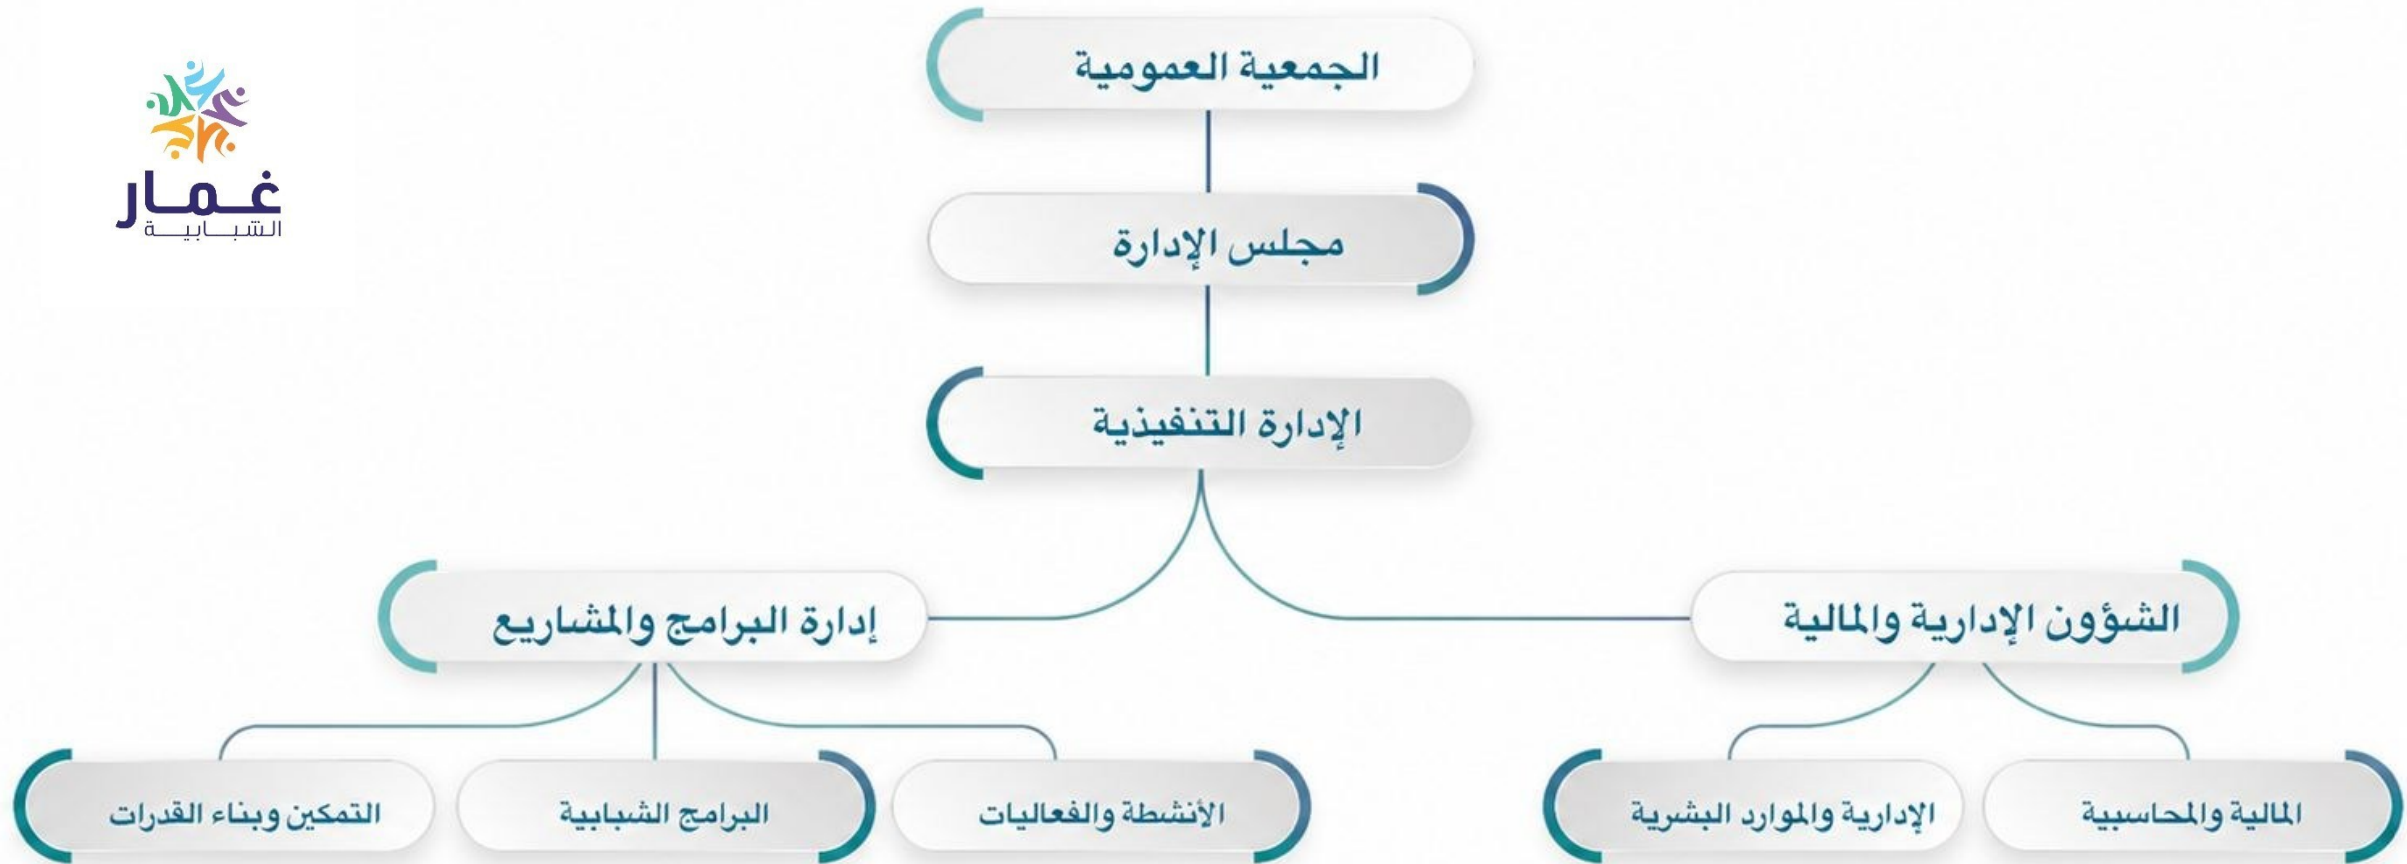 غمار
الشبابية
الجمعية العمومية
مجلس الإدارة
الإدارة التنفيذية
الشؤون الإدارية والمالية
إدارة البرامج والمشاريع
المالية والمحاسبية
الإدارية والموارد البشرية
الأنشطة والفعاليات
البرامج الشبابية
التمكين وبناء القدرات